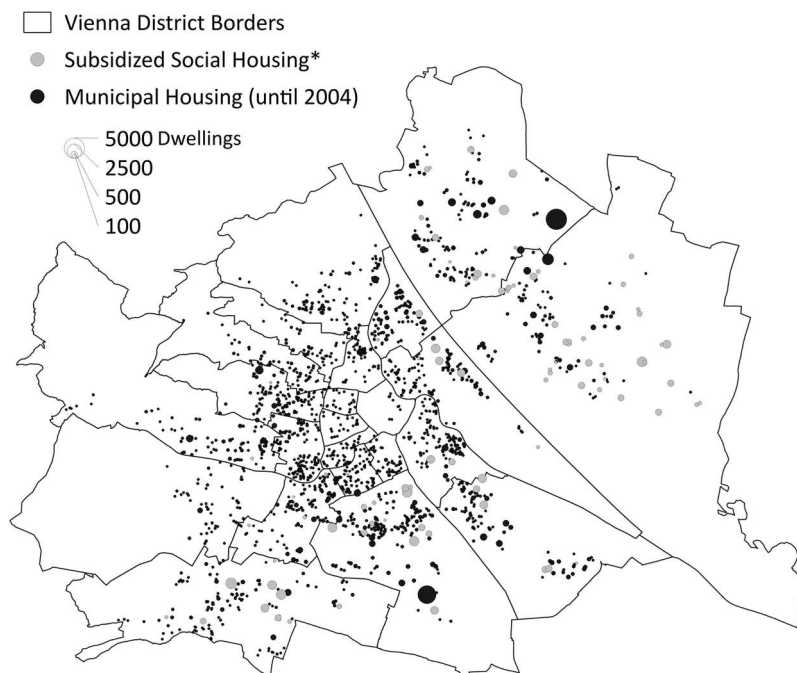 Vienna District Borders
Subsidized Social Housing*
Municipal Housing (until 2004)
5000 Dwellings
2500
500
100